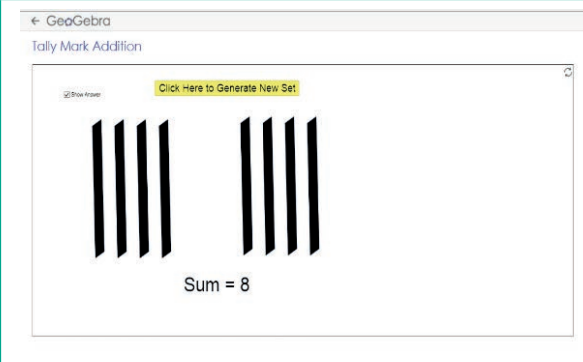 ← GeoGebra
Tally Mark Addition
Show Answer
Click Here to Generate New Set
Sum = 8